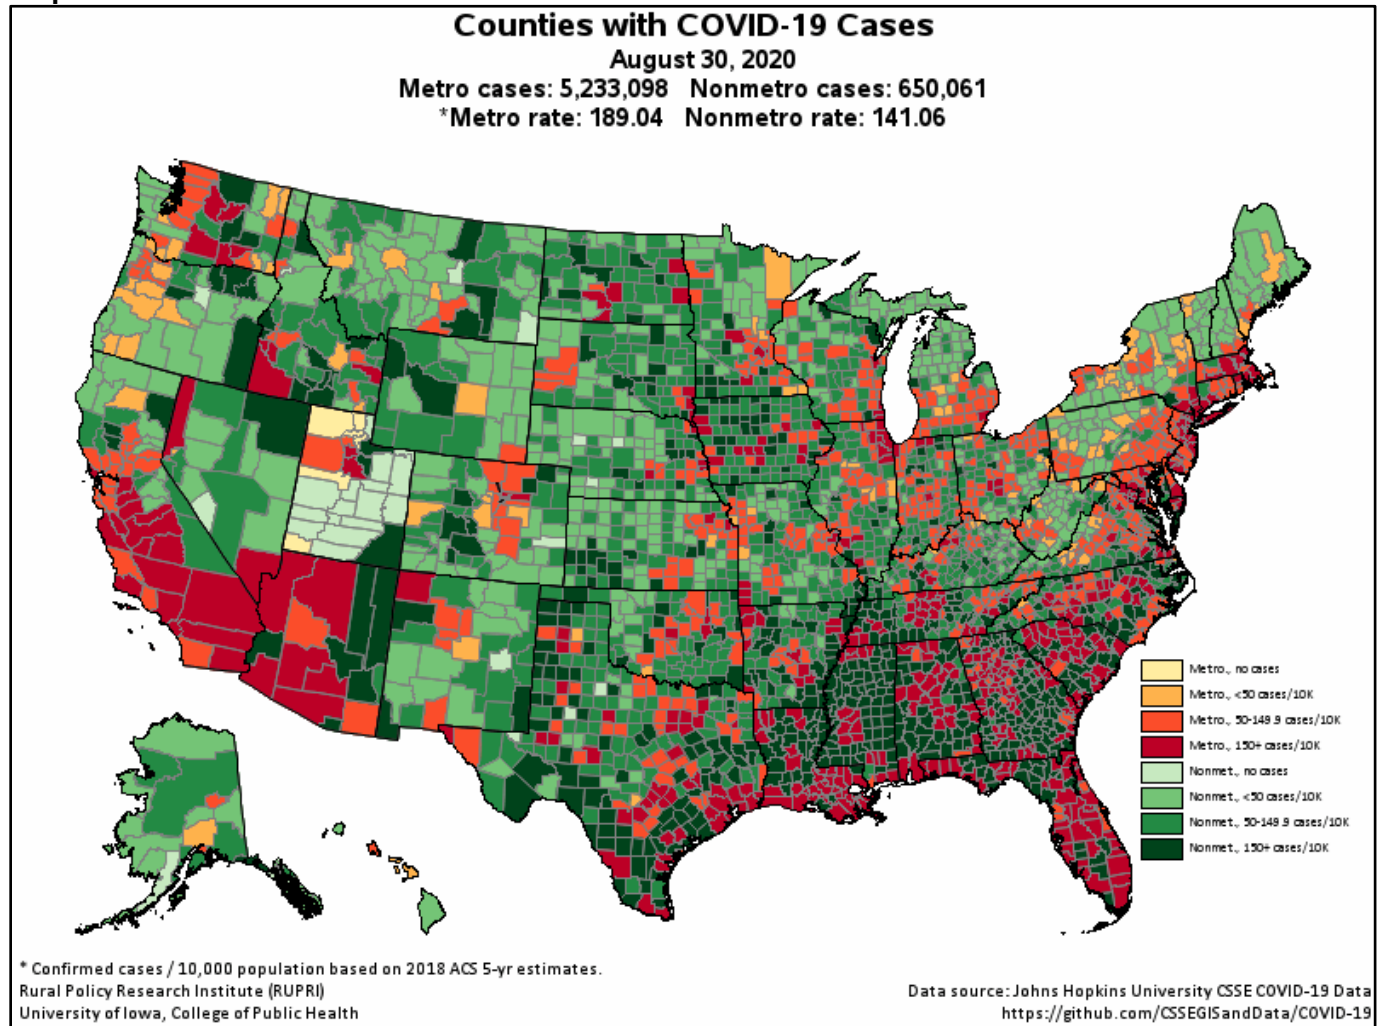 Counties with COVID-19 Cases
August 30, 2020
Metro cases: 5,233,098 Nonmetro cases: 650,061
*Metro rate: 189.04 Nonmetro rate: 141.06
Metro., no cases
Metro., <50 cases/10K
Metro., 50-149.9 cases/10K
Metro., 150+ cases/10K
Nonmet., no cases
Nonmet., <50 cases/10K
Nonmet., 50-149.9 cases/10K
Nonmet., 150+ cases/10K
* Confirmed cases / 10,000 population based on 2018 ACS 5-yr estimates.
Rural Policy Research Institute (RUPRI)
University of Iowa, College of Public Health
Data source: Johns Hopkins University CSSE COVID-19 Data
https://github.com/CSSEGISandData/COVID-19